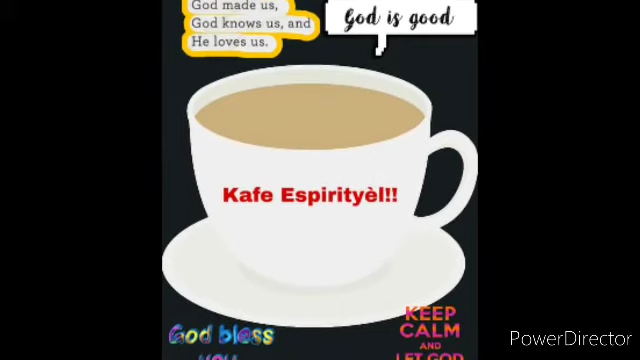 God made us,
God knows us, and
He loves us.
God is good
Kafe Espirityèl!!
God bless
YOU
KEEP
CALM
AND
LET GOD
PowerDirector